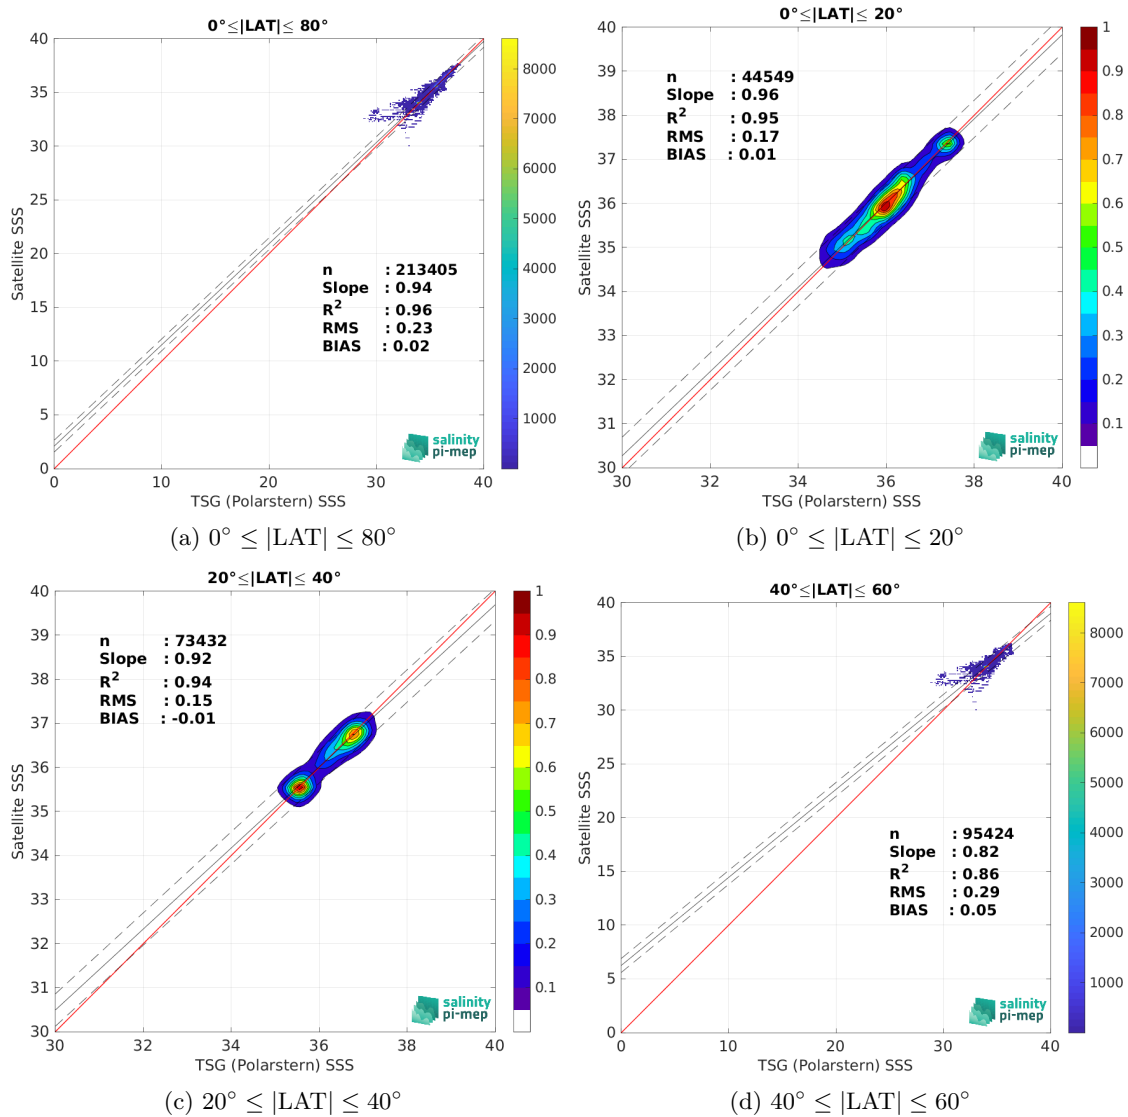 0°≤|LAT|≤ 80°
40
35
30
25
20
15
10
5
0
0
10
20
30
40
Satellite SSS
TSG (Polarstern) SSS
n : 213405
Slope : 0.94
R² : 0.96
RMS : 0.23
BIAS : 0.02
8000
7000
6000
5000
4000
3000
2000
1000
salinity
pi-mep
(a) 0° ≤ |LAT| ≤ 80°
0°≤|LAT|≤ 20°
40
39
38
37
36
35
34
33
32
31
30
30
32
34
36
38
40
Satellite SSS
TSG (Polarstern) SSS
n : 44549
Slope : 0.96
R² : 0.95
RMS : 0.17
BIAS : 0.01
1
0.9
0.8
0.7
0.6
0.5
0.4
0.3
0.2
0.1
salinity
pi-mep
(b) 0° ≤ |LAT| ≤ 20°
20°≤|LAT|≤ 40°
40
39
38
37
36
35
34
33
32
31
30
30
32
34
36
38
40
Satellite SSS
TSG (Polarstern) SSS
n : 73432
Slope : 0.92
R² : 0.94
RMS : 0.15
BIAS : -0.01
1
0.9
0.8
0.7
0.6
0.5
0.4
0.3
0.2
0.1
salinity
pi-mep
(c) 20° ≤ |LAT| ≤ 40°
40°≤|LAT|≤ 60°
40
35
30
25
20
15
10
5
0
0
10
20
30
40
Satellite SSS
TSG (Polarstern) SSS
n : 95424
Slope : 0.82
R² : 0.86
RMS : 0.29
BIAS : 0.05
8000
7000
6000
5000
4000
3000
2000
1000
salinity
pi-mep
(d) 40° ≤ |LAT| ≤ 60°